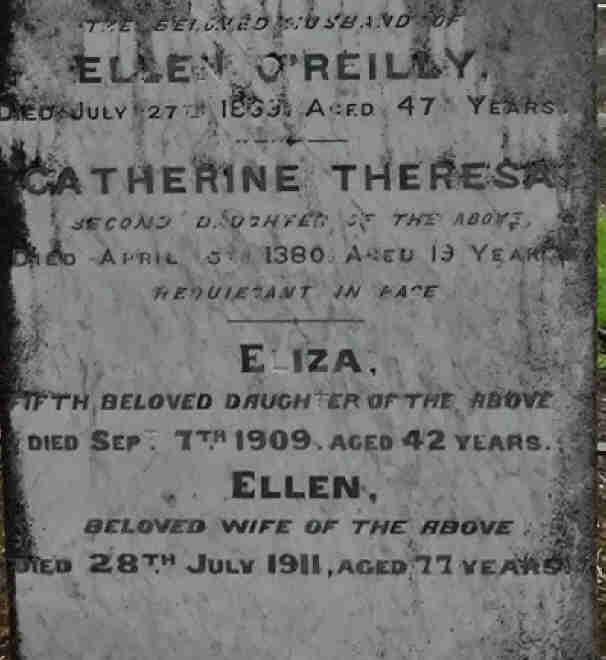 THE BELOVED HUSBAND OF
ELLEN O'REILLY,
DIED JULY 27TH AGED 47 YEARS.
CATHERINE THERESA
SECOND DAUGHTER OF THE ABOVE,
DIED APRIL 5TH 1880. AGED 19 YEARS
REQUIESCANT IN PACE
ELIZA,
FIFTH BELOVED DAUGHTER OF THE ABOVE
DIED SEPT. 7TH 1909. AGED 42 YEARS.
ELLEN,
BELOVED WIFE OF THE ABOVE
DIED 28TH JULY 1911, AGED 77 YEARS